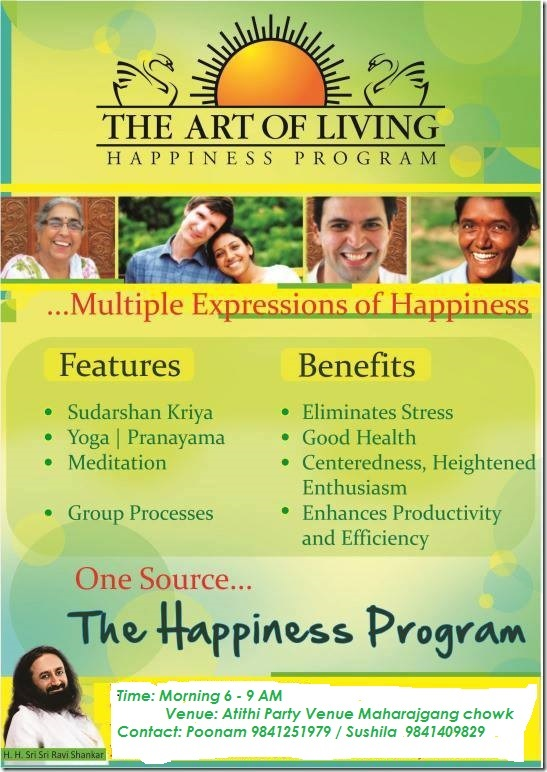 THE ART OF LIVING
HAPPINESS PROGRAM
...Multiple Expressions of Happiness
Features
• Sudarshan Kriya
• Yoga | Pranayama
• Meditation
• Group Processes
Benefits
• Eliminates Stress
• Good Health
• Centeredness, Heightened
Enthusiasm
• Enhances Productivity
and Efficiency
One Source...
The Happiness Program
H. H. Sri Sri Ravi Shankar
Time: Morning 6 - 9 AM
Venue: Atithi Party Venue Maharajgang chowk
Contact: Poonam 9841251979 / Sushila 9841409829